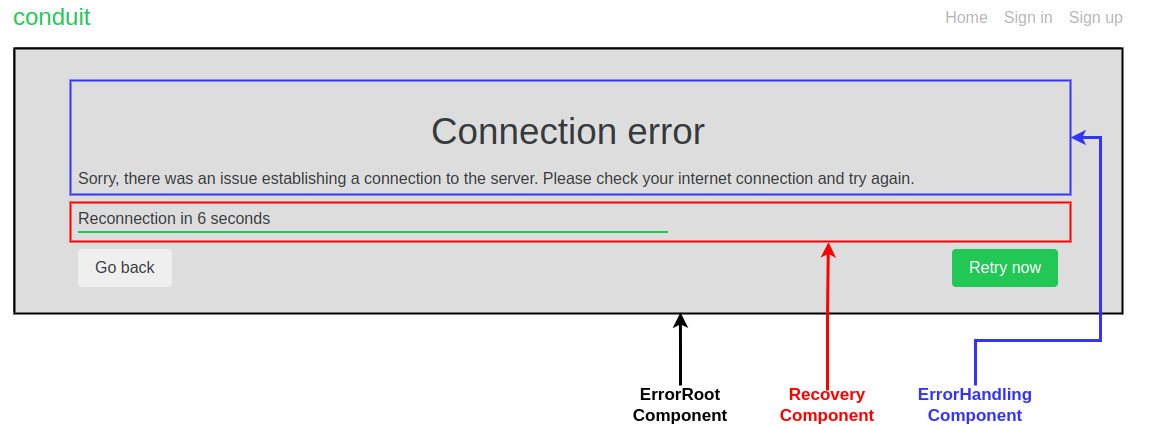 conduit
Home Sign in Sign up
Connection error
Sorry, there was an issue establishing a connection to the server. Please check your internet connection and try again.
Reconnection in 6 seconds
Go back
Retry now
ErrorRoot
Component
Recovery
Component
ErrorHandling
Component